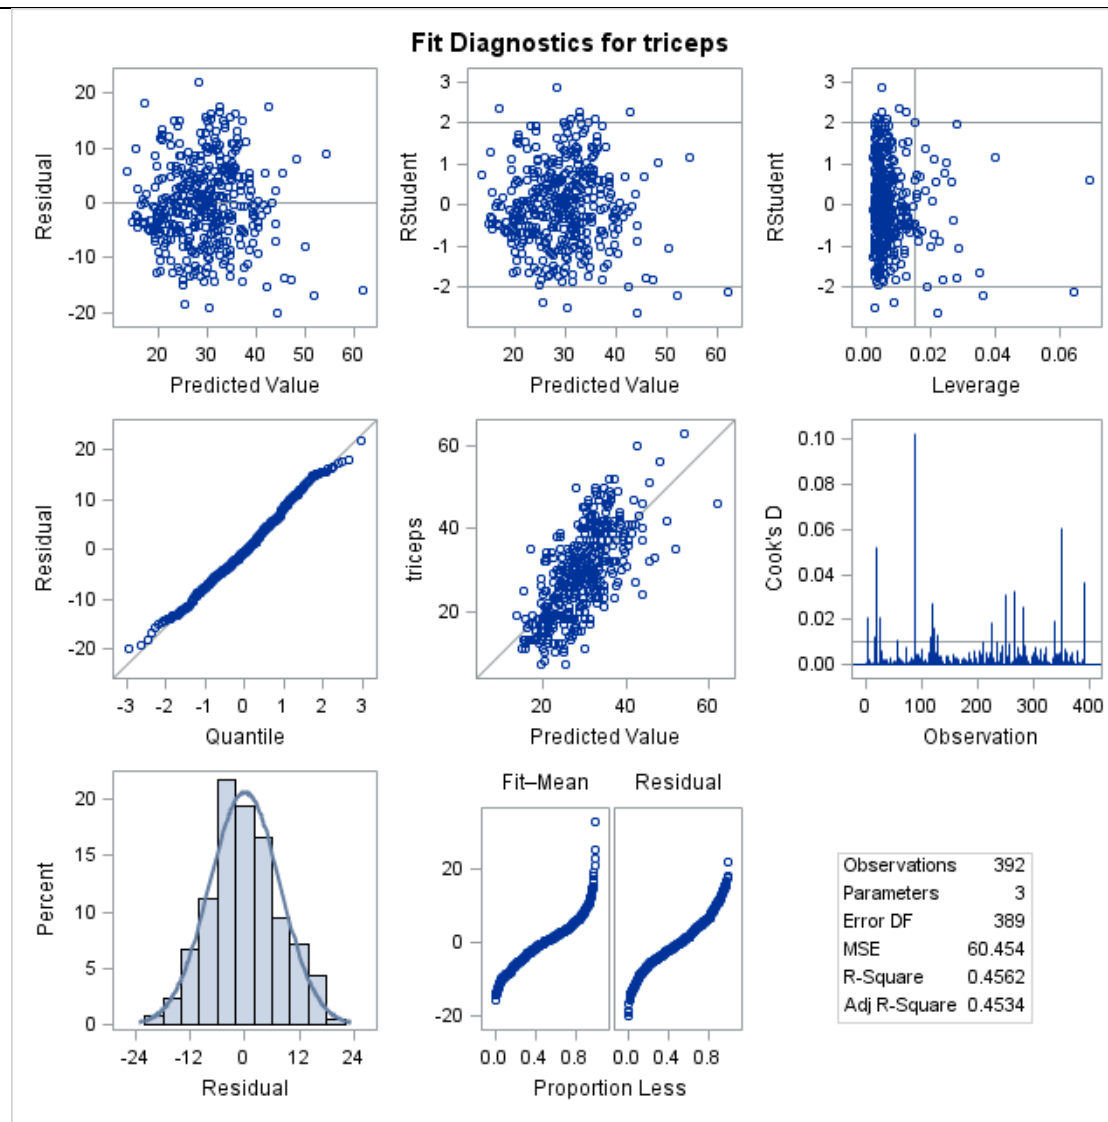 Fit Diagnostics for triceps
20
10
0
-10
-20
Residual
20 30 40 50 60
Predicted Value
3
2
1
0
-1
-2
RStudent
20 30 40 50 60
Predicted Value
3
2
1
0
-1
-2
RStudent
0.00 0.02 0.04 0.06
Leverage
20
10
0
-10
-20
Residual
-3 -2 -1 0 1 2 3
Quantile
60
40
20
triceps
20 40 60
Predicted Value
0.10
0.08
0.06
0.04
0.02
0.00
Cook's D
0 100 200 300 400
Observation
20
15
10
5
0
Percent
-24 -12 0 12 24
Residual
Fit–Mean Residual
20
0
-20
0.0 0.4 0.8 0.0 0.4 0.8
Proportion Less
Observations 392
Parameters 3
Error DF 389
MSE 60.454
R-Square 0.4562
Adj R-Square 0.4534